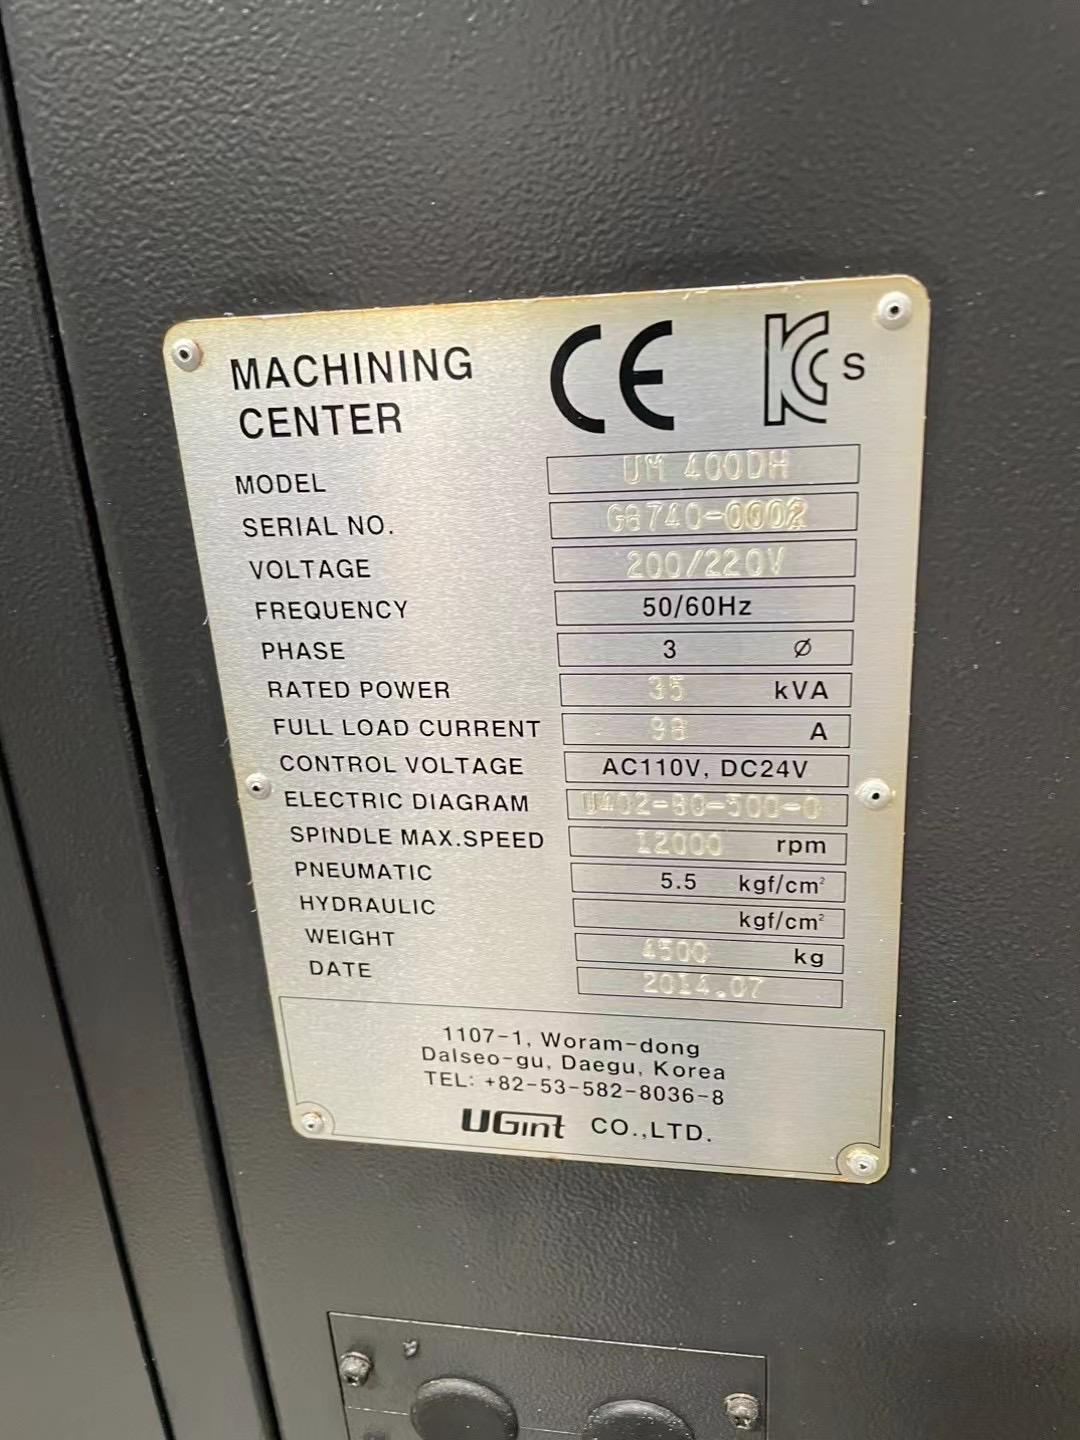 MACHINING
CENTER
CE
KC S
MODEL UM 400DH
SERIAL NO.
VOLTAGE 200/220V
FREQUENCY 50/60Hz
PHASE 3 Ø
RATED POWER 35 kVA
FULL LOAD CURRENT A
CONTROL VOLTAGE AC110V, DC24V
ELECTRIC DIAGRAM
SPINDLE MAX.SPEED 12000 rpm
PNEUMATIC 5.5 kgf/cm²
HYDRAULIC kgf/cm²
WEIGHT 4500 kg
DATE 2014.07
1107-1, Woram-dong
Dalseo-gu, Daegu, Korea
TEL: +82-53-582-8036-8
UGint CO.,LTD.